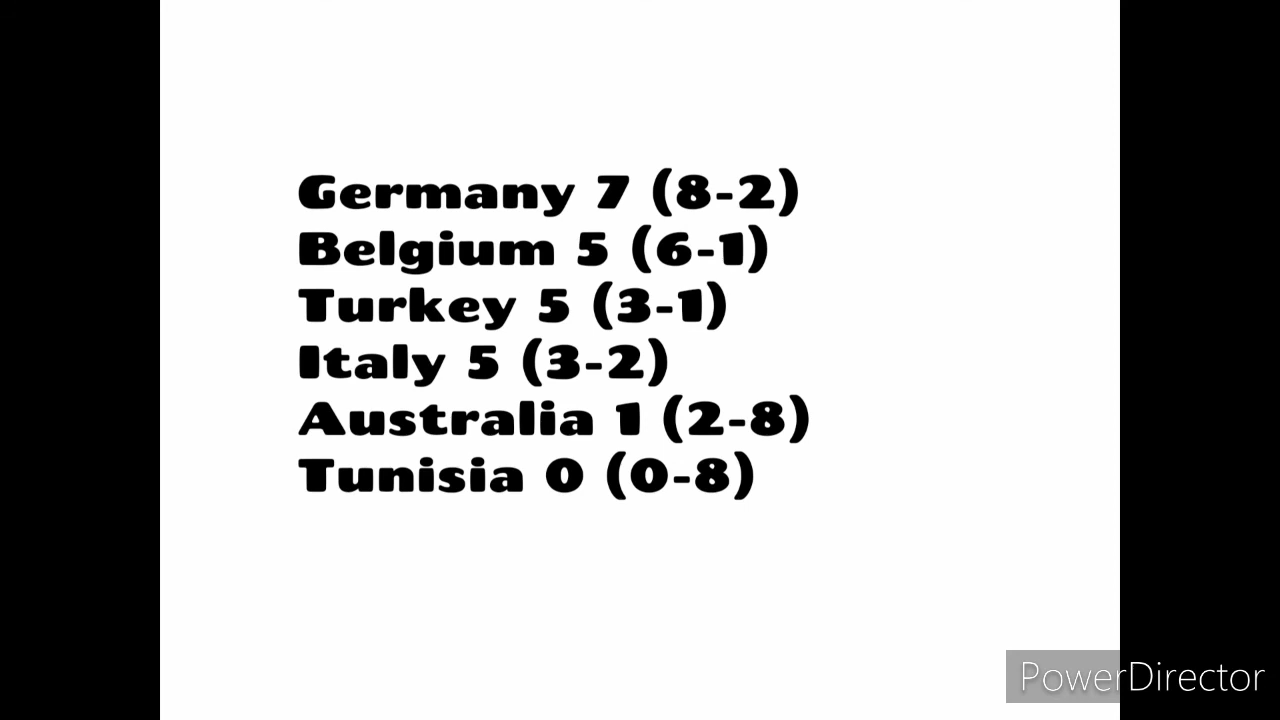 Germany 7 (8-2)
Belgium 5 (6-1)
Turkey 5 (3-1)
Italy 5 (3-2)
Australia 1 (2-8)
Tunisia 0 (0-8)
PowerDirector